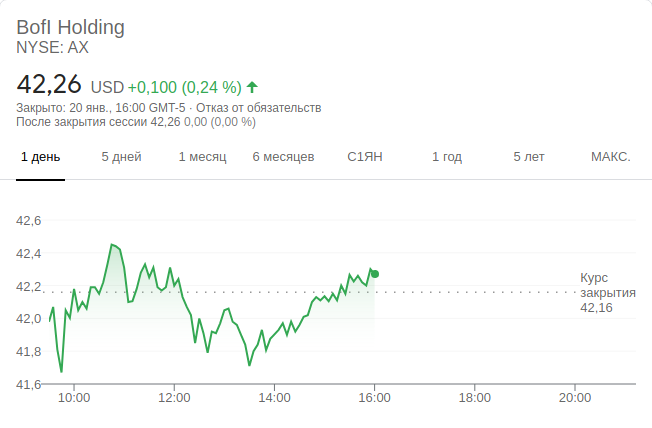 BofI Holding
NYSE: AX
42,26 USD +0,100 (0,24 %)
Закрыто: 20 янв., 16:00 GMT-5 · Отказ от обязательств
После закрытия сессии 42,26 0,00 (0,00 %)
1 день 5 дней 1 месяц 6 месяцев С1ЯН 1 год 5 лет МАКС.
42,6
42,4
42,2
42,0
41,8
41,6
Курс
закрытия
42,16
10:00 12:00 14:00 16:00 18:00 20:00